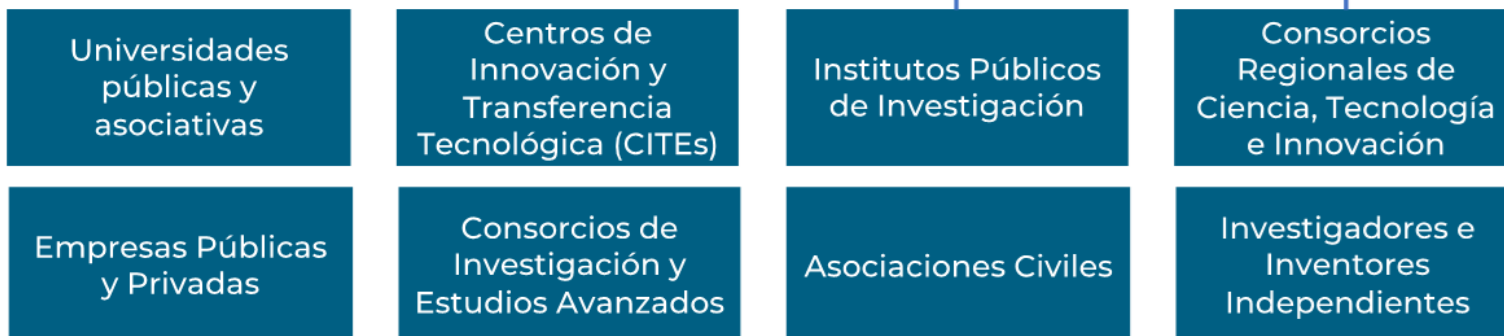 Universidades
públicas y
asociativas
Centros de
Innovación y
Transferencia
Tecnológica (CITEs)
Institutos Públicos
de Investigación
Consorcios
Regionales de
Ciencia, Tecnología
e Innovación
Empresas Públicas
y Privadas
Consorcios de
Investigación y
Estudios Avanzados
Asociaciones Civiles
Investigadores e
Inventores
Independientes